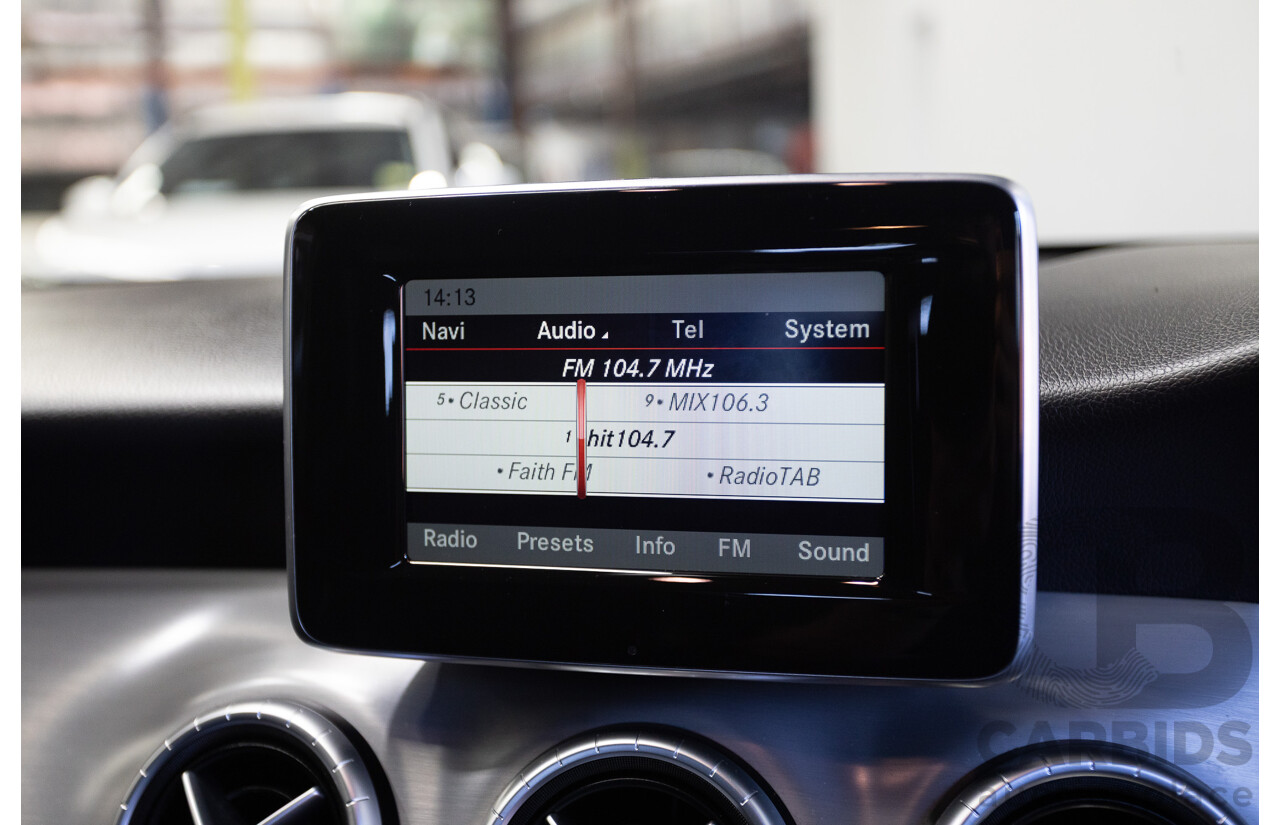 14:13
Navi Audio Tel System
FM 104.7 MHz
5• Classic 9• MIX106.3
1 hit104.7
• Faith FM • RadioTAB
Radio Presets Info FM Sound
CARBIDS